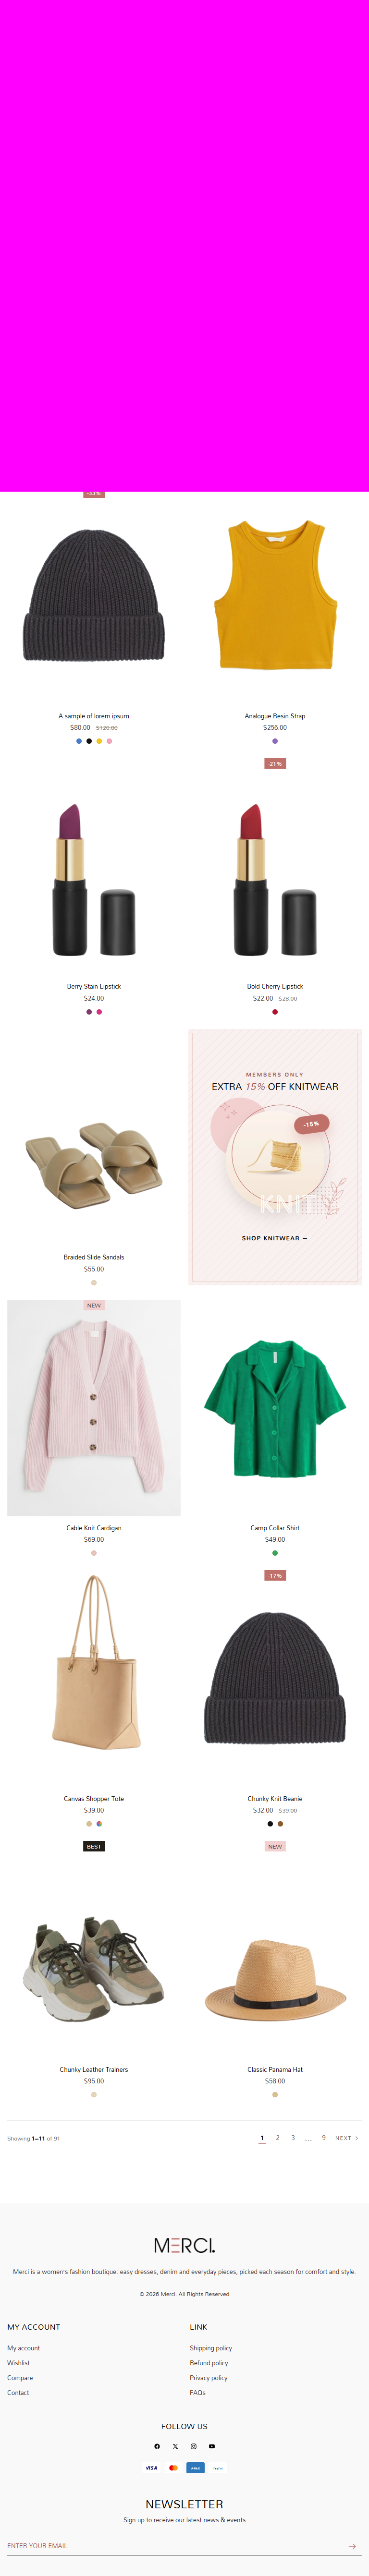 -33%
A sample of lorem ipsum
$80.00 $120.00
Analogue Resin Strap
$256.00
-21%
Berry Stain Lipstick
$24.00
Bold Cherry Lipstick
$22.00 $28.00
Braided Slide Sandals
$55.00
MEMBERS ONLY
EXTRA 15% OFF KNITWEAR
-15%
KNIT
SHOP KNITWEAR →
NEW
Cable Knit Cardigan
$69.00
Camp Collar Shirt
$49.00
Canvas Shopper Tote
$39.00
-17%
Chunky Knit Beanie
$32.00 $39.00
BEST
Chunky Leather Trainers
$95.00
NEW
Classic Panama Hat
$58.00
Showing 1–11 of 91
1 2 3 … 9 NEXT
MERCI.
Merci is a women's fashion boutique: easy dresses, denim and everyday pieces, picked each season for comfort and style.
© 2026 Merci. All Rights Reserved
MY ACCOUNT
My account
Wishlist
Compare
Contact
LINK
Shipping policy
Refund policy
Privacy policy
FAQs
FOLLOW US
VISA
PayPal
NEWSLETTER
Sign up to receive our latest news & events
ENTER YOUR EMAIL